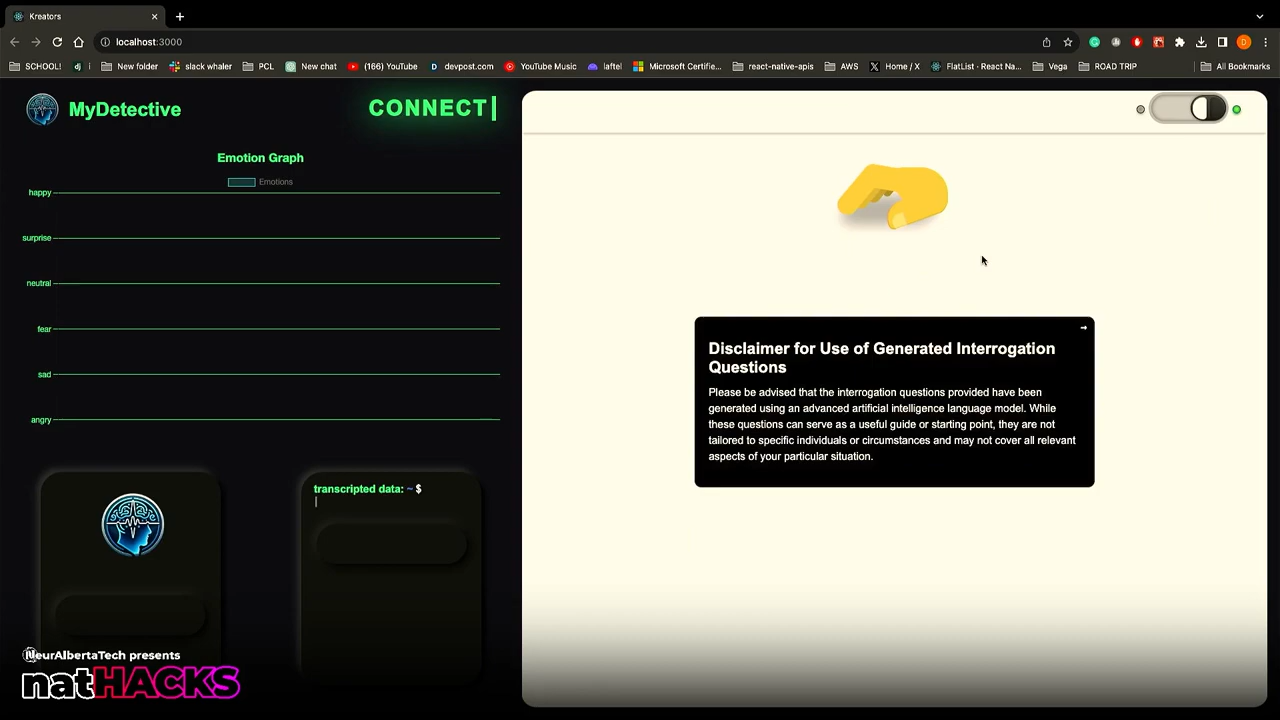 Kreators
localhost:3000
SCHOOL!
i
New folder
slack whaler
PCL
New chat
(166) YouTube
devpost.com
YouTube Music
laftel
Microsoft Certifie...
react-native-apis
AWS
Home / X
FlatList · React Na...
Vega
ROAD TRIP
All Bookmarks
MyDetective
CONNECT
Emotion Graph
Emotions
happy
surprise
neutral
fear
sad
angry
transcripted data: ~ $
Disclaimer for Use of Generated Interrogation
Questions
Please be advised that the interrogation questions provided have been
generated using an advanced artificial intelligence language model. While
these questions can serve as a useful guide or starting point, they are not
tailored to specific individuals or circumstances and may not cover all relevant
aspects of your particular situation.
NeurAlbertaTech presents
natHACKS